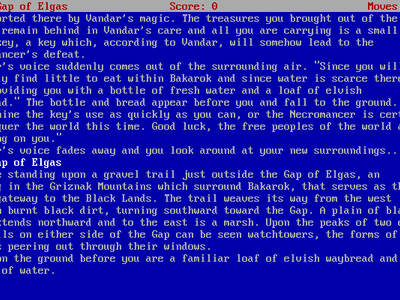 Gap of Elgas Score: 0 Moves
orted there by Vandar's magic. The treasures you brought out of the
remain behind in Vandar's care and all you are carrying is a small
key, a key which, according to Vandar, will somehow lead to the
ancer's defeat.
r's voice suddenly comes out of the surrounding air. "Since you will
ly find little to eat within Bakarok and since water is scarce there
oviding you with a bottle of fresh water and a loaf of elvish
ad." The bottle and bread appear before you and fall to the ground.
mine the key's use as quickly as you can, or the Necromancer is cert
quer the world this time. Good luck, the free peoples of the world a
ng on you."
r's voice fades away and you look around at your new surroundings...
ap of Elgas
e standing upon a gravel trail just outside the Gap of Elgas, an
g in the Griznak Mountains which surround Bakarok, that serves as th
gateway to the Black Lands. The trail weaves its way from the west
h burnt black dirt, turning southward toward the Gap. A plain of bla
xtends northward and to the east is a marsh. Upon the peaks of two
lls on either side of the Gap can be seen watchtowers, the forms of
peering out through their windows.
on the ground before you are a familiar loaf of elvish waybread and
of water.